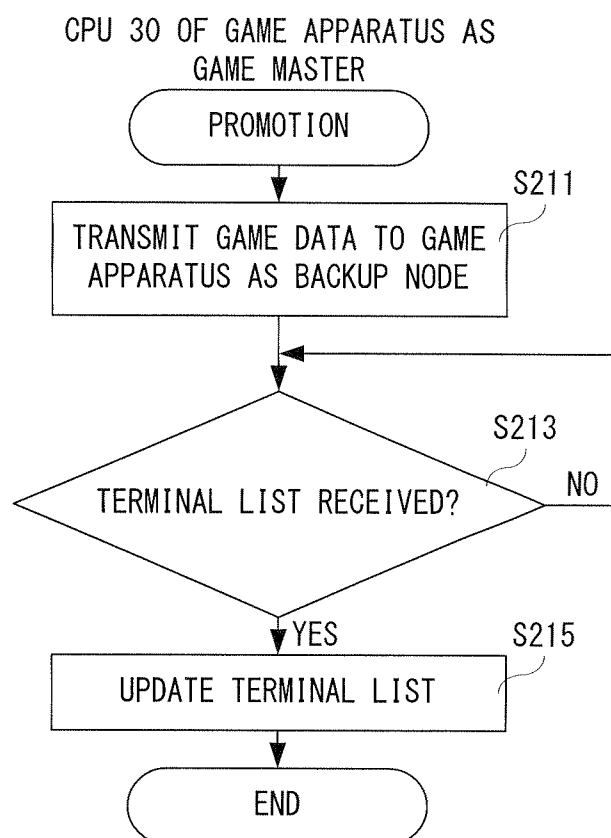 CPU 30 OF GAME APPARATUS AS
GAME MASTER
PROMOTION
S211
TRANSMIT GAME DATA TO GAME
APPARATUS AS BACKUP NODE
S213
TERMINAL LIST RECEIVED?
NO
YES
S215
UPDATE TERMINAL LIST
END